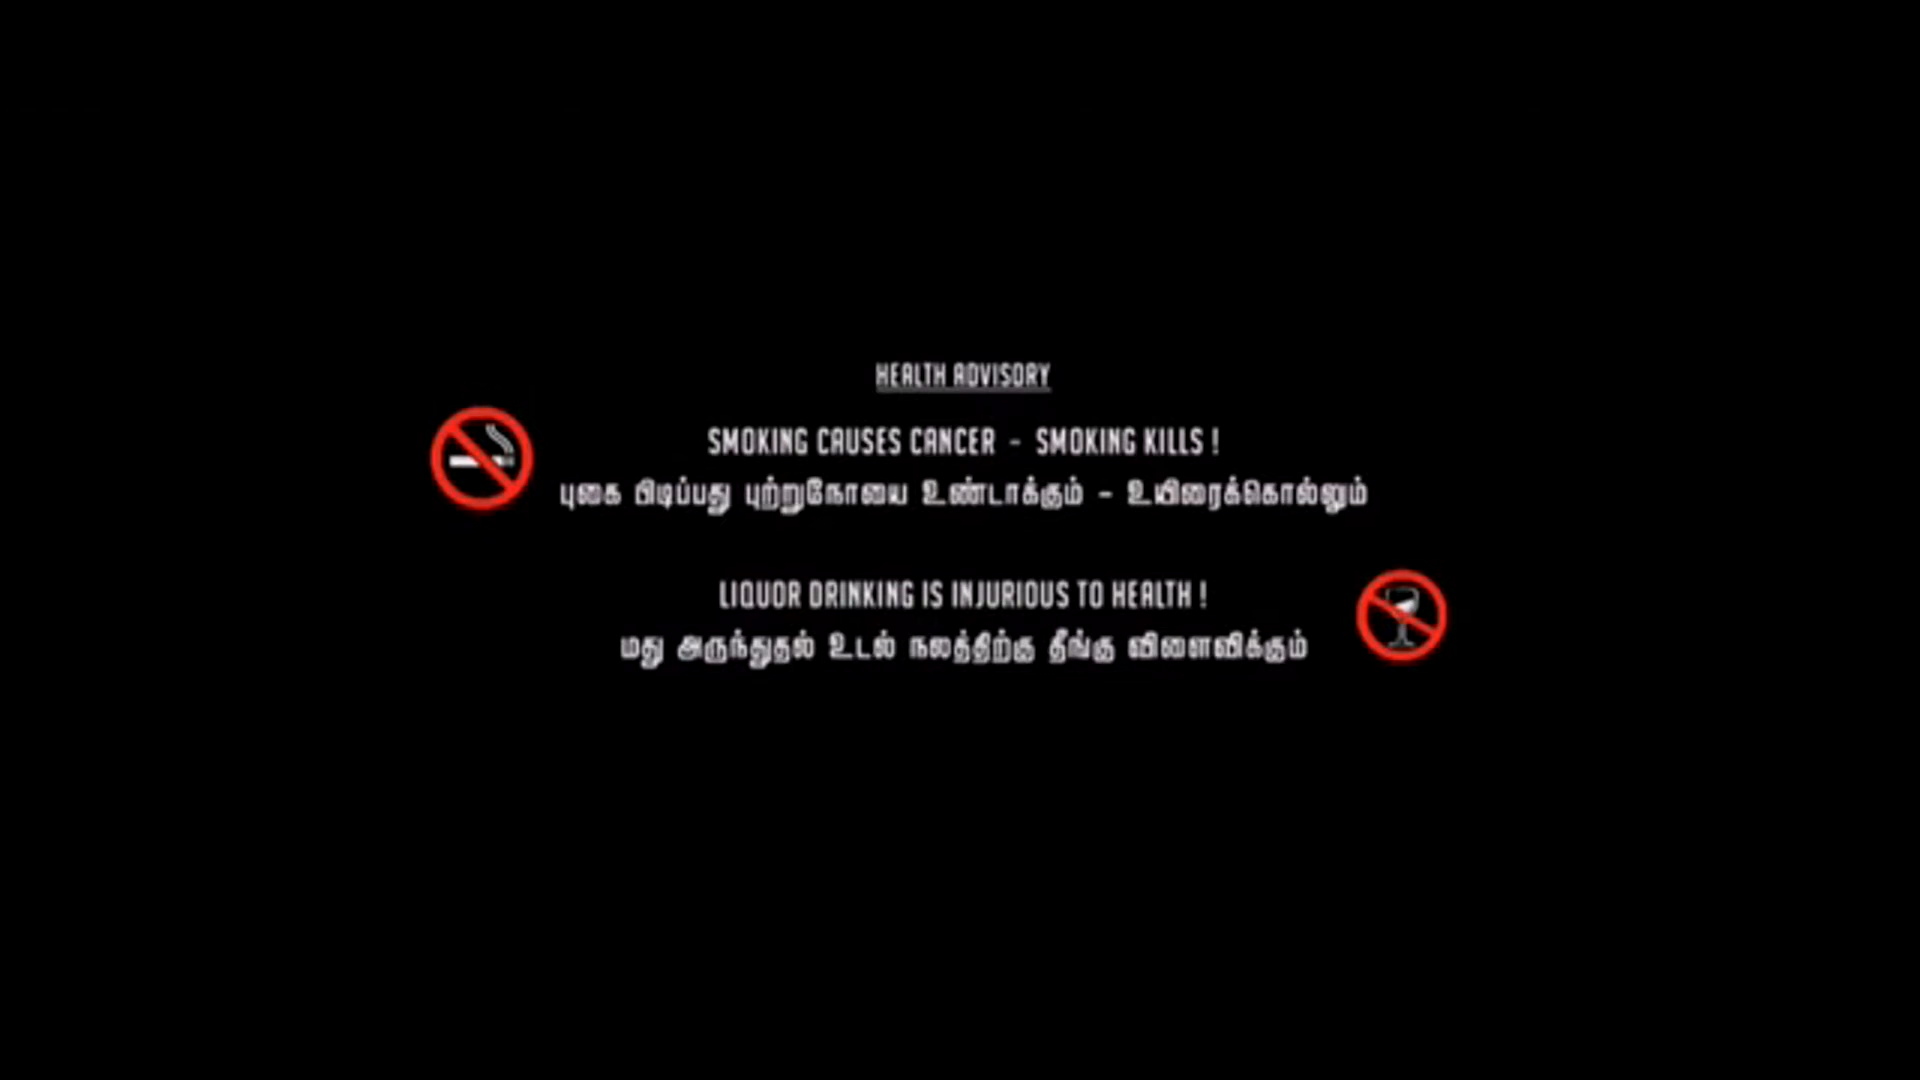 HEALTH ADVISORY
SMOKING CAUSES CANCER - SMOKING KILLS !
புகை பிடிப்பது புற்றுநோயை உண்டாக்கும் - உயிரைக்கொல்லும்
LIQUOR DRINKING IS INJURIOUS TO HEALTH !
மது அருந்துதல் உடல் நலத்திற்கு தீங்கு விளைவிக்கும்